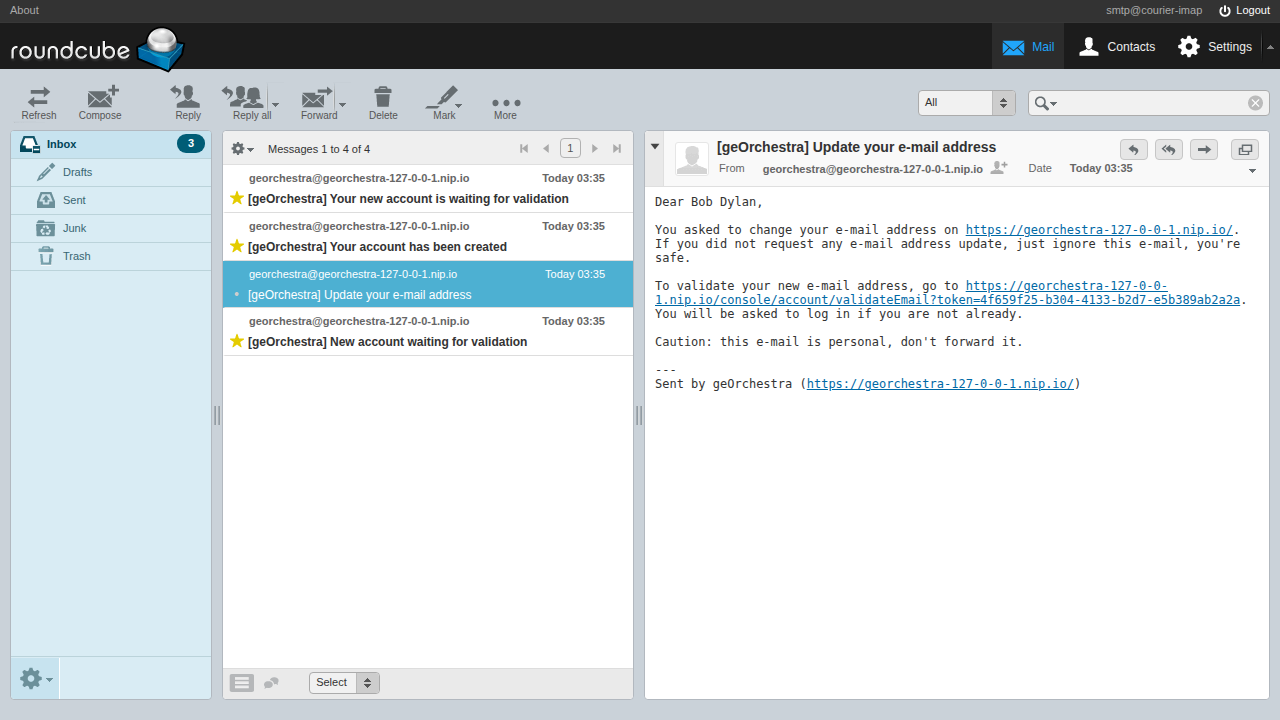 About
smtp@courier-imap Logout
roundcube
Mail Contacts Settings
Refresh Compose Reply Reply all Forward Delete Mark More
All
Inbox 3
Drafts
Sent
Junk
Trash
Messages 1 to 4 of 4 1
georchestra@georchestra-127-0-0-1.nip.io Today 03:35
[geOrchestra] Your new account is waiting for validation
georchestra@georchestra-127-0-0-1.nip.io Today 03:35
[geOrchestra] Your account has been created
georchestra@georchestra-127-0-0-1.nip.io Today 03:35
[geOrchestra] Update your e-mail address
georchestra@georchestra-127-0-0-1.nip.io Today 03:35
[geOrchestra] New account waiting for validation
Select
[geOrchestra] Update your e-mail address
From georchestra@georchestra-127-0-0-1.nip.io Date Today 03:35
Dear Bob Dylan,
You asked to change your e-mail address on https://georchestra-127-0-0-1.nip.io/.
If you did not request any e-mail address update, just ignore this e-mail, you're
safe.
To validate your new e-mail address, go to https://georchestra-127-0-0-
1.nip.io/console/account/validateEmail?token=4f659f25-b304-4133-b2d7-e5b389ab2a2a.
You will be asked to log in if you are not already.
Caution: this e-mail is personal, don't forward it.
---
Sent by geOrchestra (https://georchestra-127-0-0-1.nip.io/)